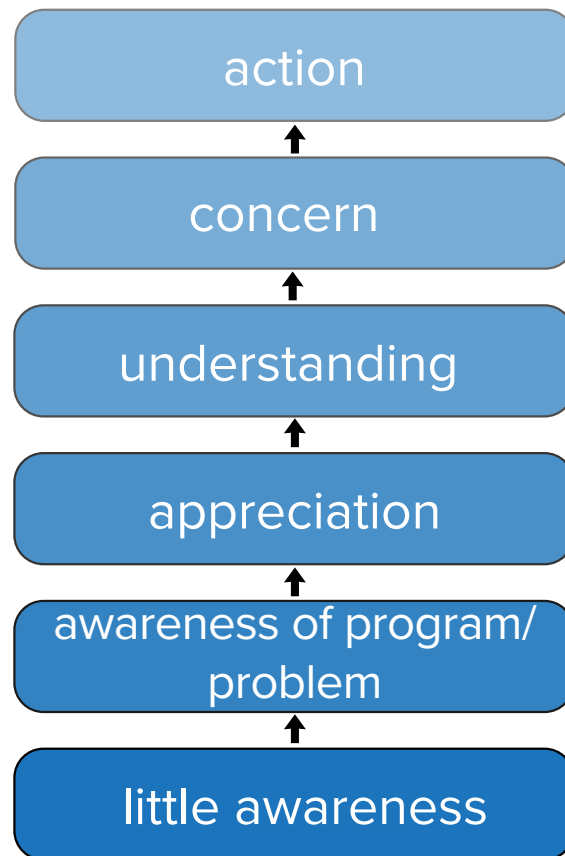 action
concern
understanding
appreciation
awareness of program/
problem
little awareness